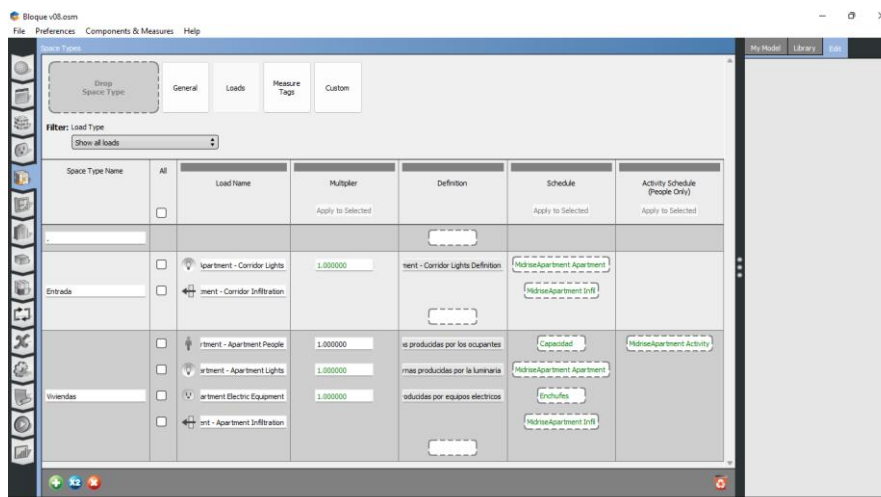 Bloque v08.osm
File Preferences Components & Measures Help
Space Types
My Model Library Edit
Drop
Space Type
General Loads Measure
Tags Custom
Filter: Load Type
Show all loads
Space Type Name All Load Name Multiplier Definition Schedule Activity Schedule
(People Only)
Apply to Selected Apply to Selected Apply to Selected
Apartment - Corridor Lights 1.000000 ment - Corridor Lights Definition MidriseApartment Apartment
Entrada ment - Corridor Infiltration MidriseApartment Infil
rtment - Apartment People 1.000000 s producidas por los ocupantes Capacidad MidriseApartment Activity
artment - Apartment Lights 1.000000 rmas producidas por la luminaria MidriseApartment Apartment
Viviendas artment Electric Equipment 1.000000 roducidas por equipos electricos Enchufes
ent - Apartment Infiltration MidriseApartment Infil
x2